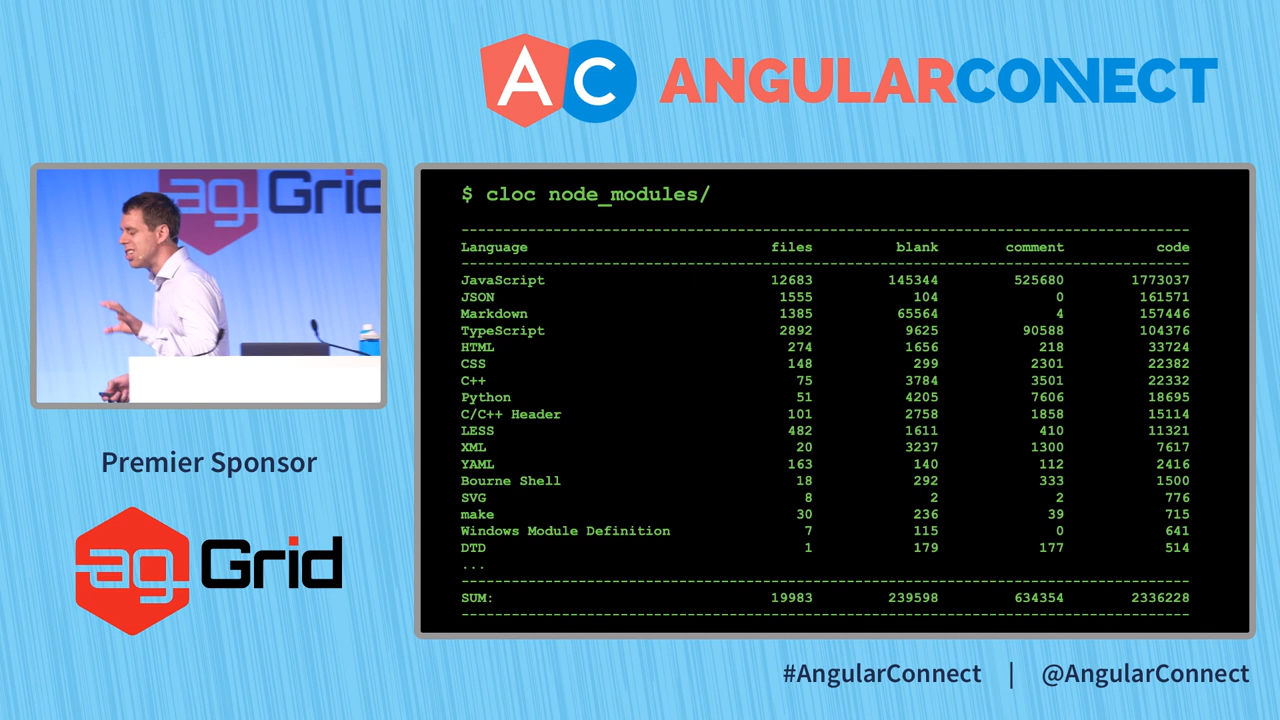 AC ANGULARCONNECT
ag Grid
Premier Sponsor
ag Grid
$ cloc node_modules/
--------------------------------------------------------------------------------
Language files blank comment code
--------------------------------------------------------------------------------
JavaScript 12683 145344 525680 1773037
JSON 1555 104 0 161571
Markdown 1385 65564 4 157446
TypeScript 2892 9625 90588 104376
HTML 274 1656 218 33724
CSS 148 299 2301 22382
C++ 75 3784 3501 22332
Python 51 4205 7606 18695
C/C++ Header 101 2758 1858 15114
LESS 482 1611 410 11321
XML 20 3237 1300 7617
YAML 163 140 112 2416
Bourne Shell 18 292 333 1500
SVG 8 2 2 776
make 30 236 39 715
Windows Module Definition 7 115 0 641
DTD 1 179 177 514
...
--------------------------------------------------------------------------------
SUM: 19983 239598 634354 2336228
--------------------------------------------------------------------------------
#AngularConnect | @AngularConnect